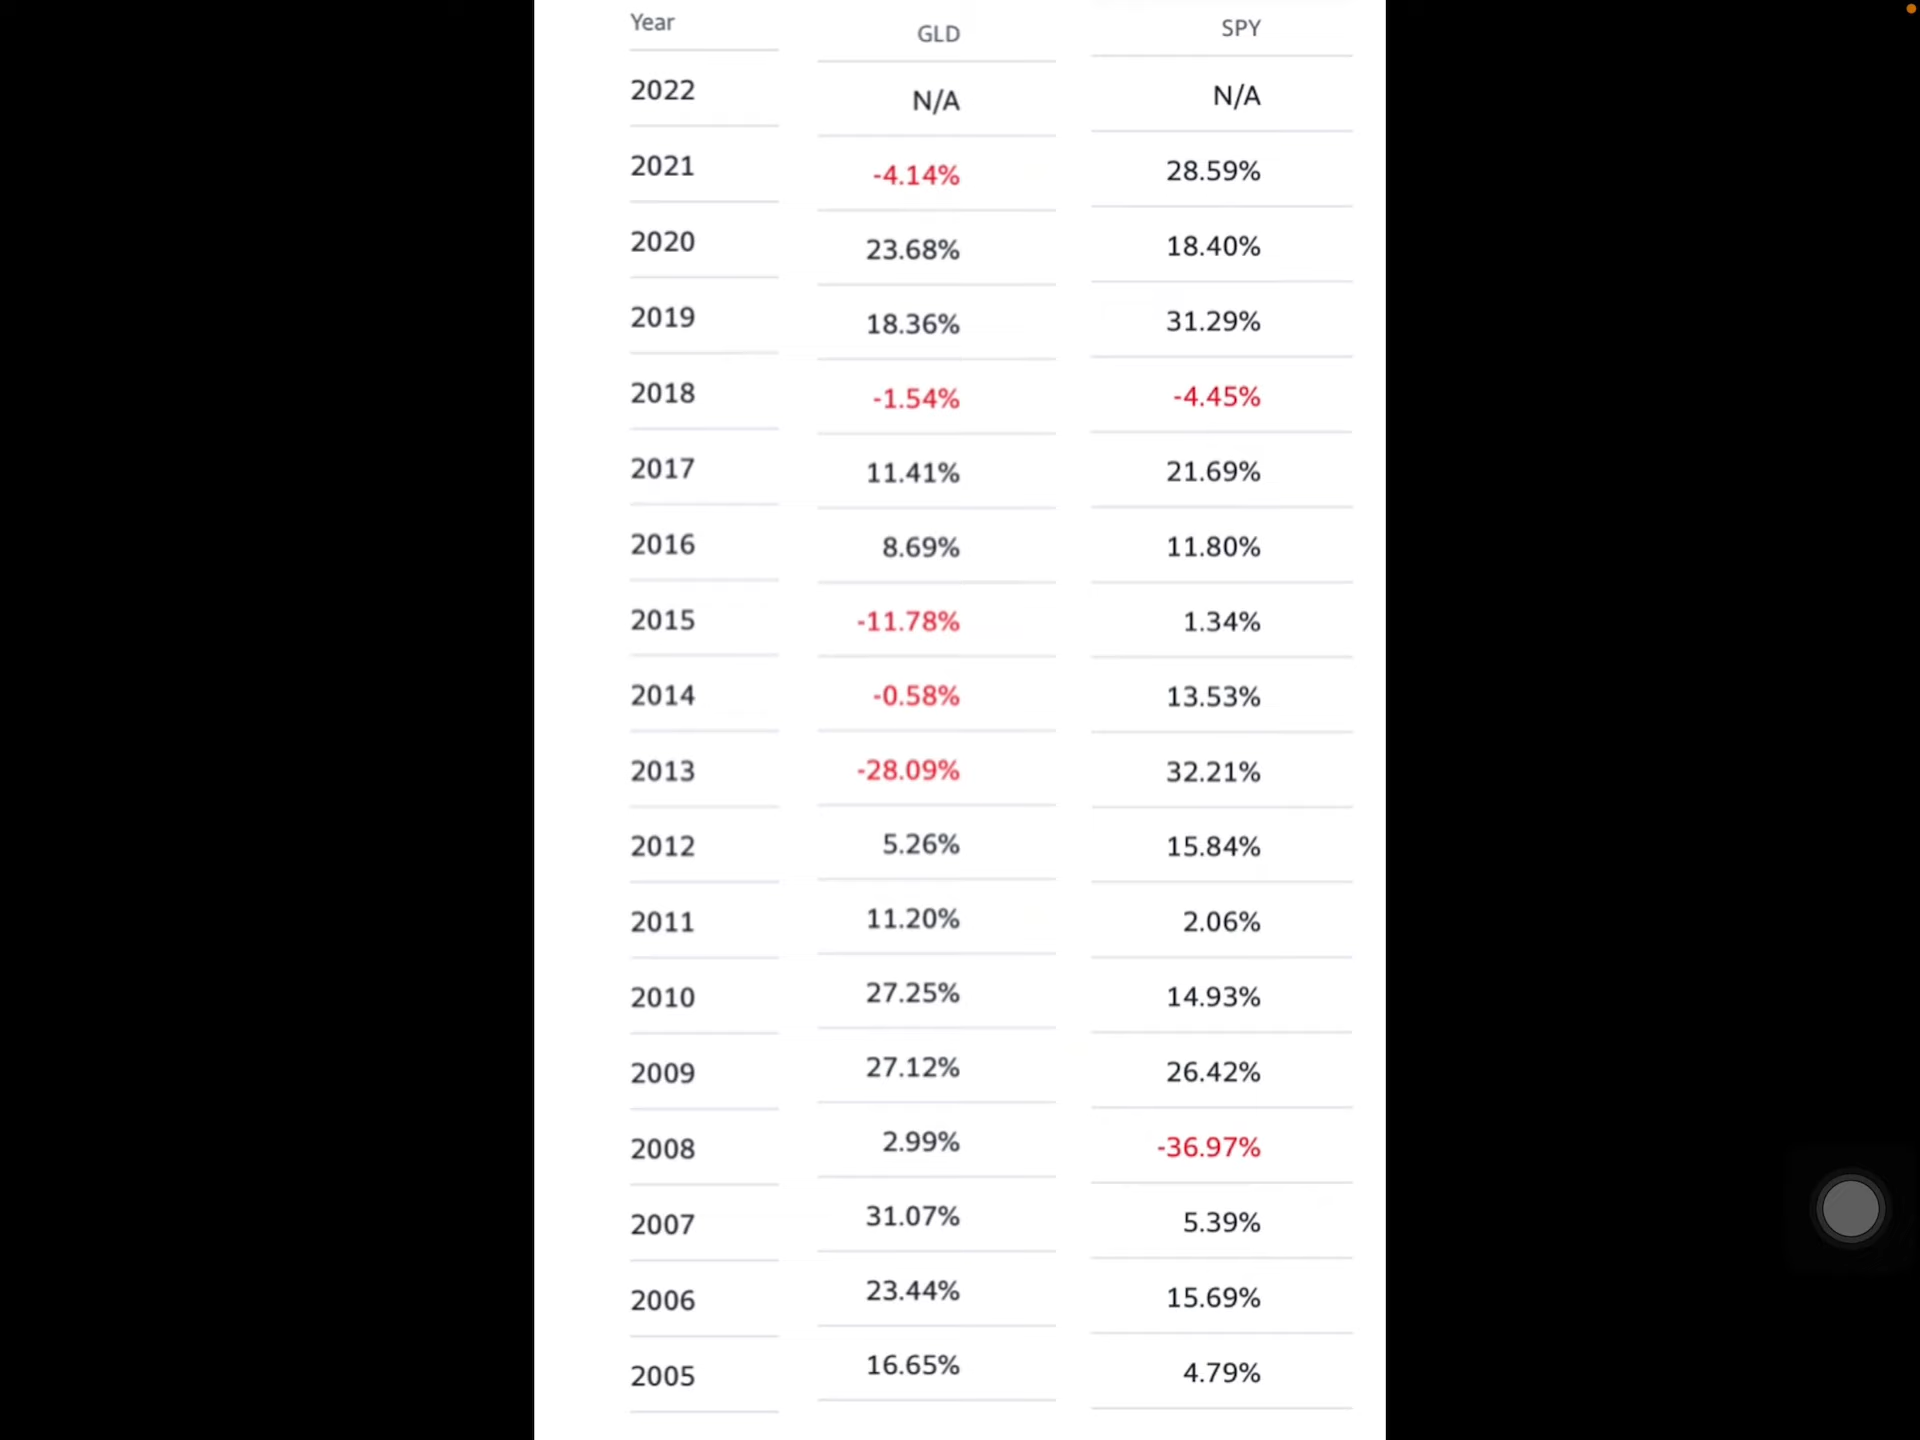 Year GLD SPY
2022 N/A N/A
2021 -4.14% 28.59%
2020 23.68% 18.40%
2019 18.36% 31.29%
2018 -1.54% -4.45%
2017 11.41% 21.69%
2016 8.69% 11.80%
2015 -11.78% 1.34%
2014 -0.58% 13.53%
2013 -28.09% 32.21%
2012 5.26% 15.84%
2011 11.20% 2.06%
2010 27.25% 14.93%
2009 27.12% 26.42%
2008 2.99% -36.97%
2007 31.07% 5.39%
2006 23.44% 15.69%
2005 16.65% 4.79%